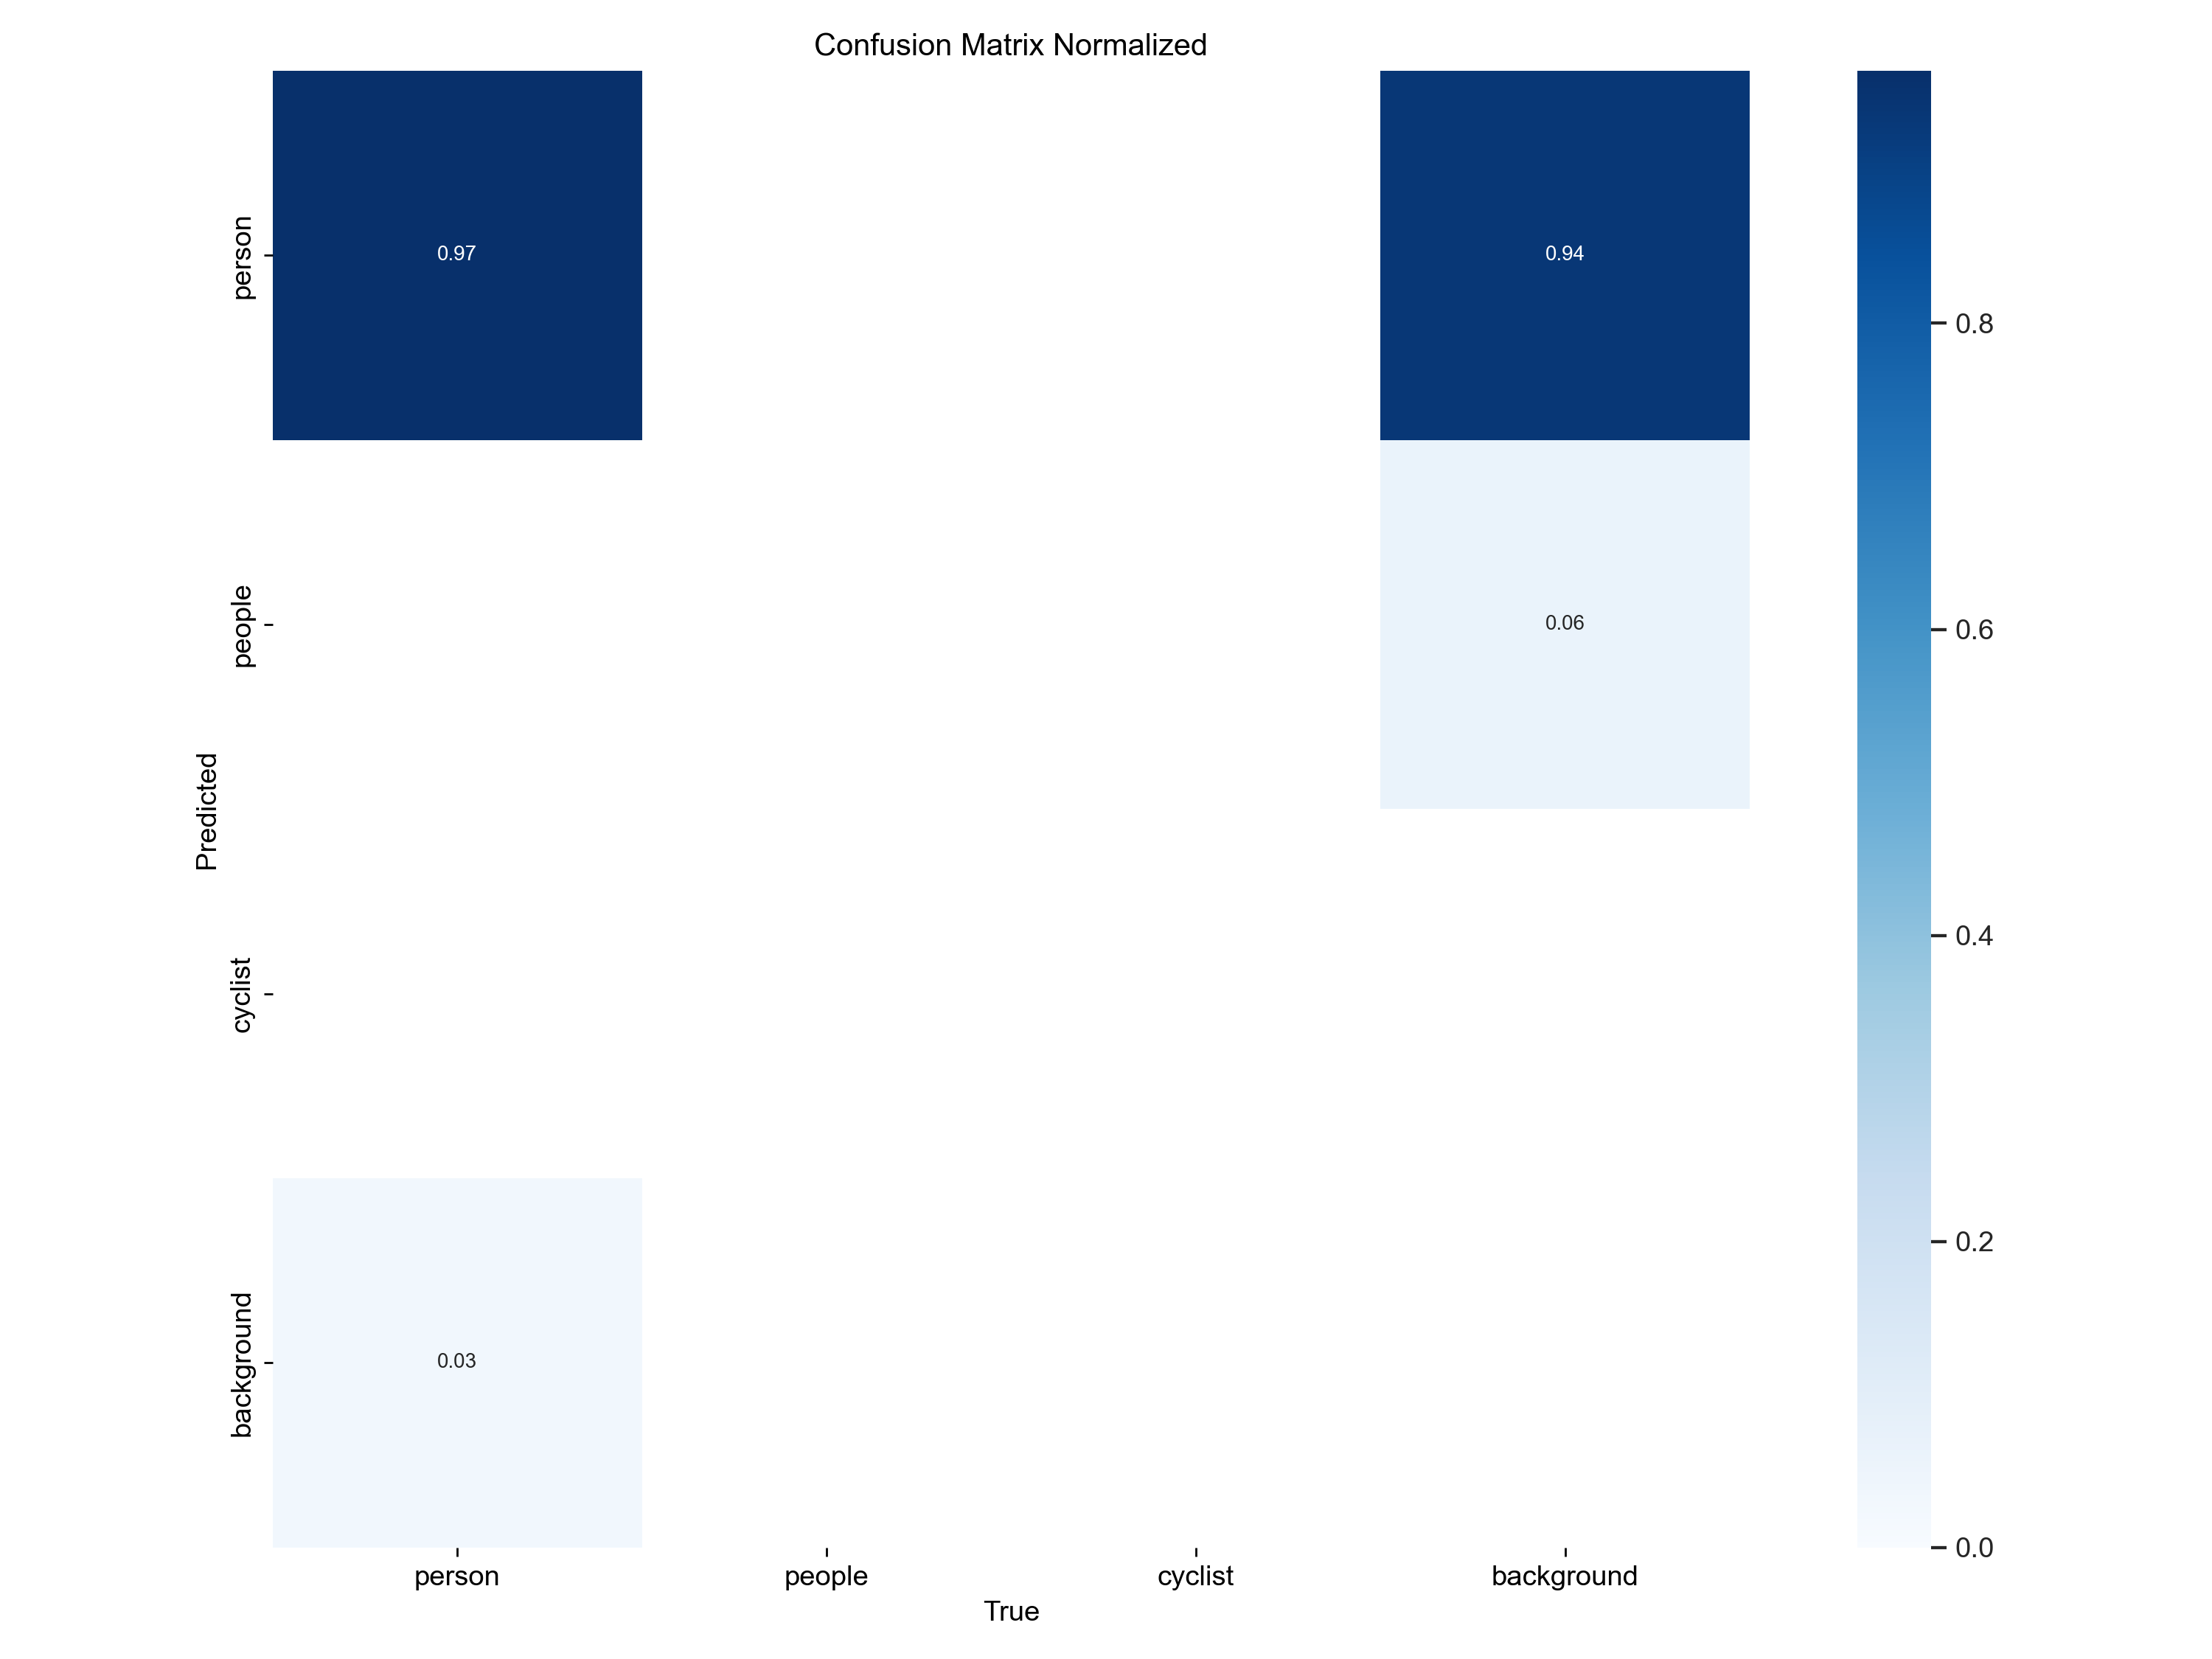 Confusion Matrix Normalized
person
people
cyclist
background
Predicted
0.97
0.94
0.06
0.03
person
people
cyclist
background
True
0.8
0.6
0.4
0.2
0.0